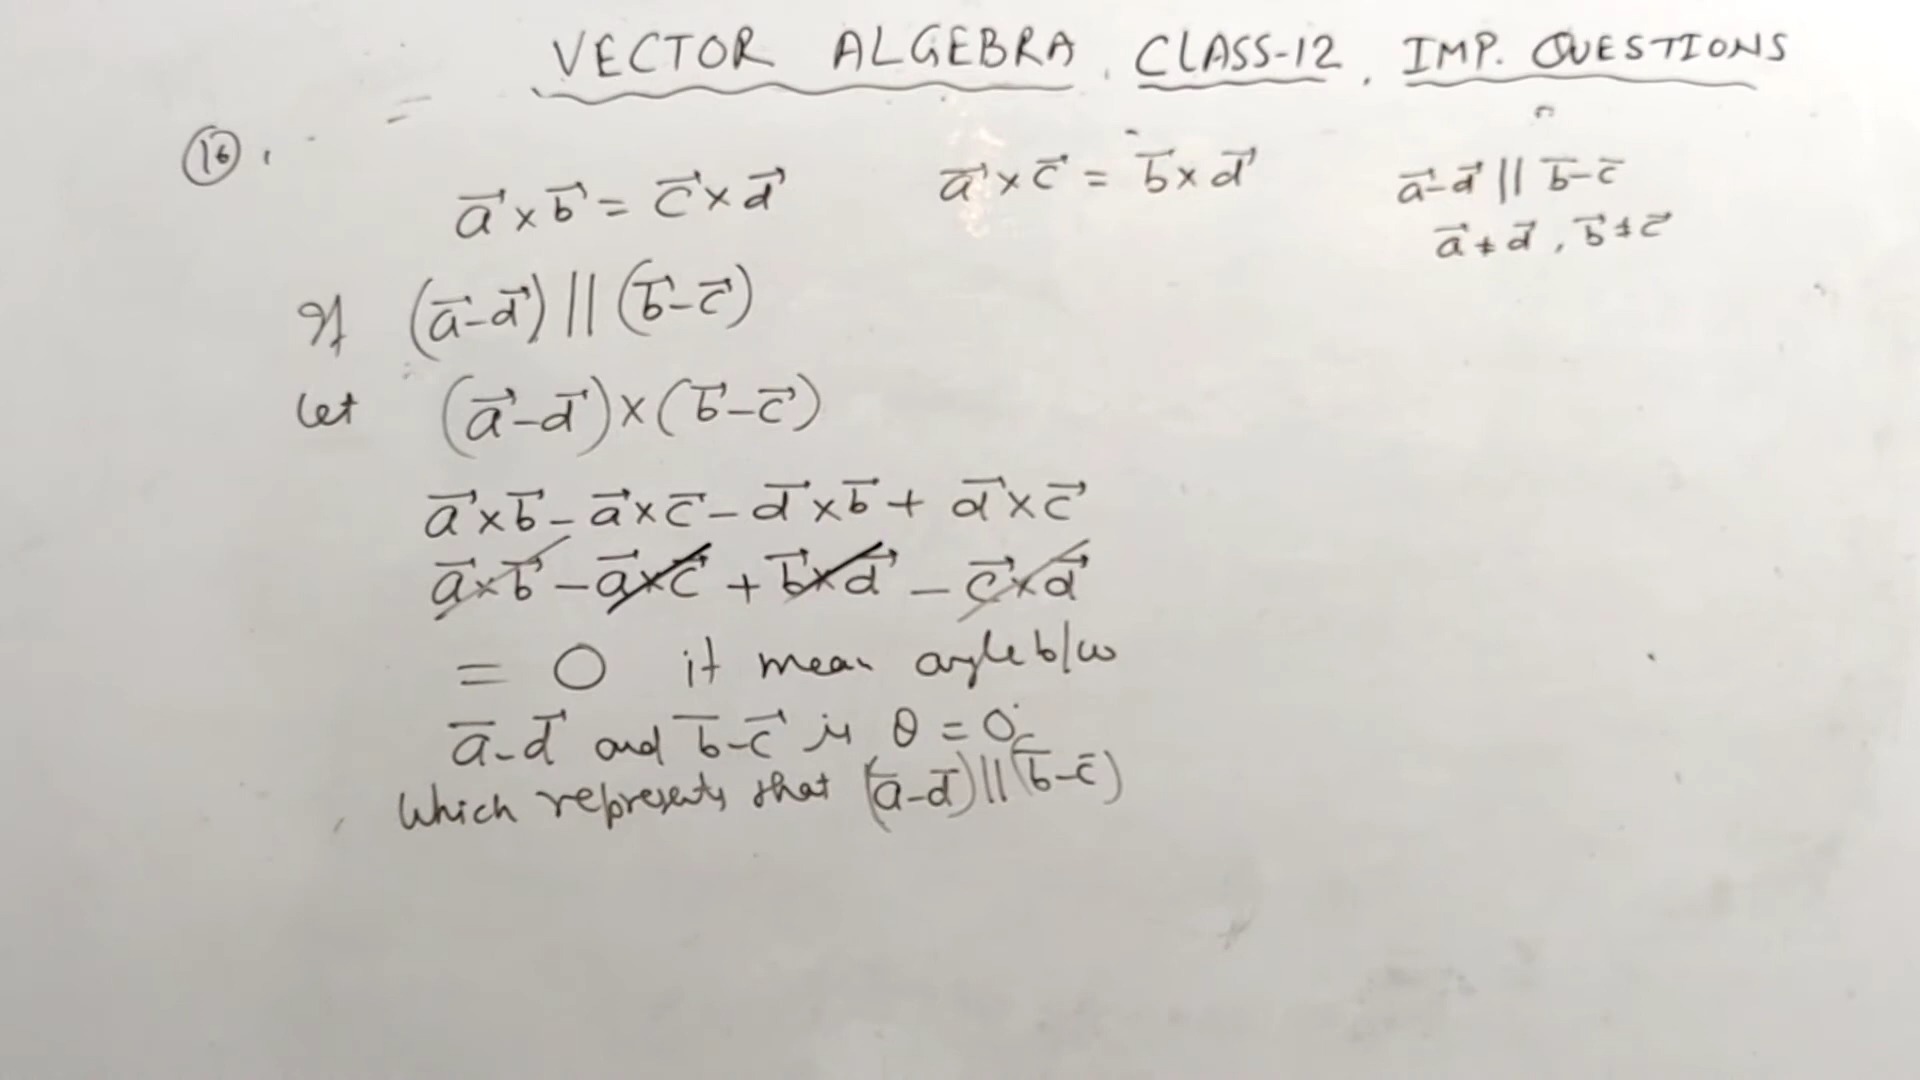 VECTOR ALGEBRA, CLASS-12, IMP. QUESTIONS
(16).
a⃗ × b⃗ = c⃗ × d⃗ a⃗ × c⃗ = b⃗ × d⃗ a⃗-d⃗ || b⃗-c⃗
a⃗ ≠ d⃗, b⃗ ≠ c⃗
If (a⃗-d⃗) || (b⃗-c⃗)
let (a⃗-d⃗)×(b⃗-c⃗)
a⃗×b⃗ - a⃗×c⃗ - d⃗×b⃗ + d⃗×c⃗
a⃗×b⃗ - a⃗×c⃗ + b⃗×d⃗ - c⃗×d⃗
= 0 it mean angle b/w
a⃗-d⃗ and b⃗-c⃗ is θ = 0°
Which represents that (a⃗-d⃗) || (b⃗-c⃗)